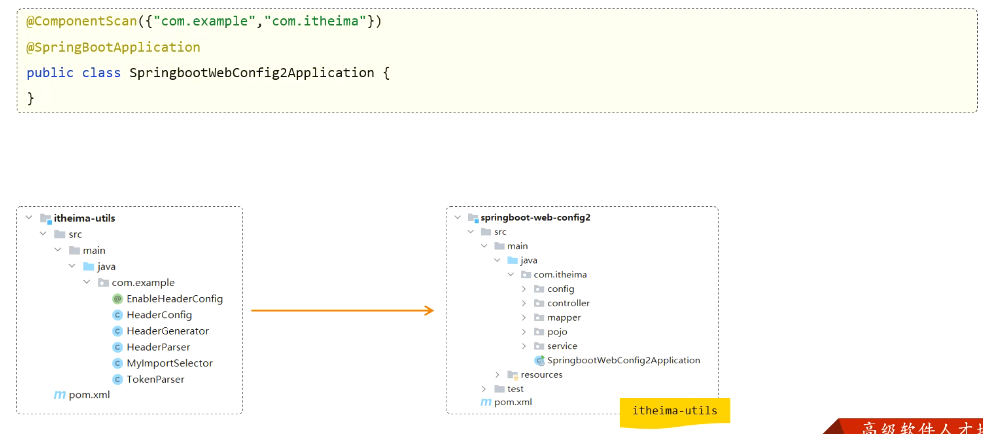 @ComponentScan({"com.example","com.itheima"})
@SpringBootApplication
public class SpringbootWebConfig2Application {
}
itheima-utils
src
main
java
com.example
EnableHeaderConfig
HeaderConfig
HeaderGenerator
HeaderParser
MyImportSelector
TokenParser
pom.xml
springboot-web-config2
src
main
java
com.itheima
config
controller
mapper
pojo
service
SpringbootWebConfig2Application
resources
test
pom.xml
itheima-utils
高级软件人才